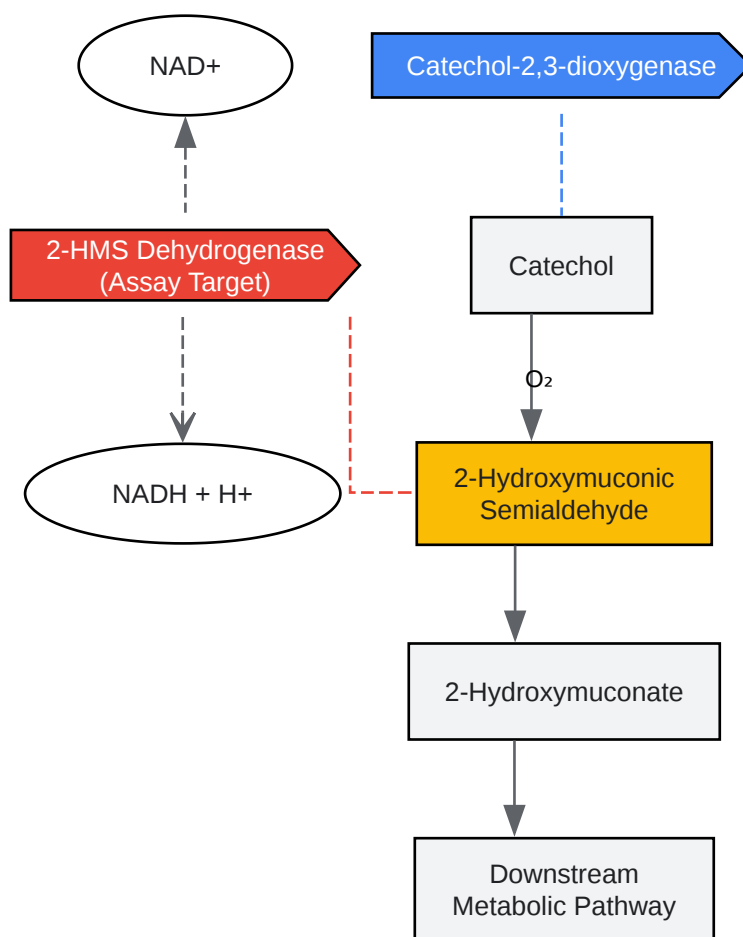 NAD+
Catechol-2,3-dioxygenase
2-HMS Dehydrogenase
(Assay Target)
Catechol
O₂
NADH + H+
2-Hydroxymuconic
Semialdehyde
2-Hydroxymuconate
Downstream
Metabolic Pathway